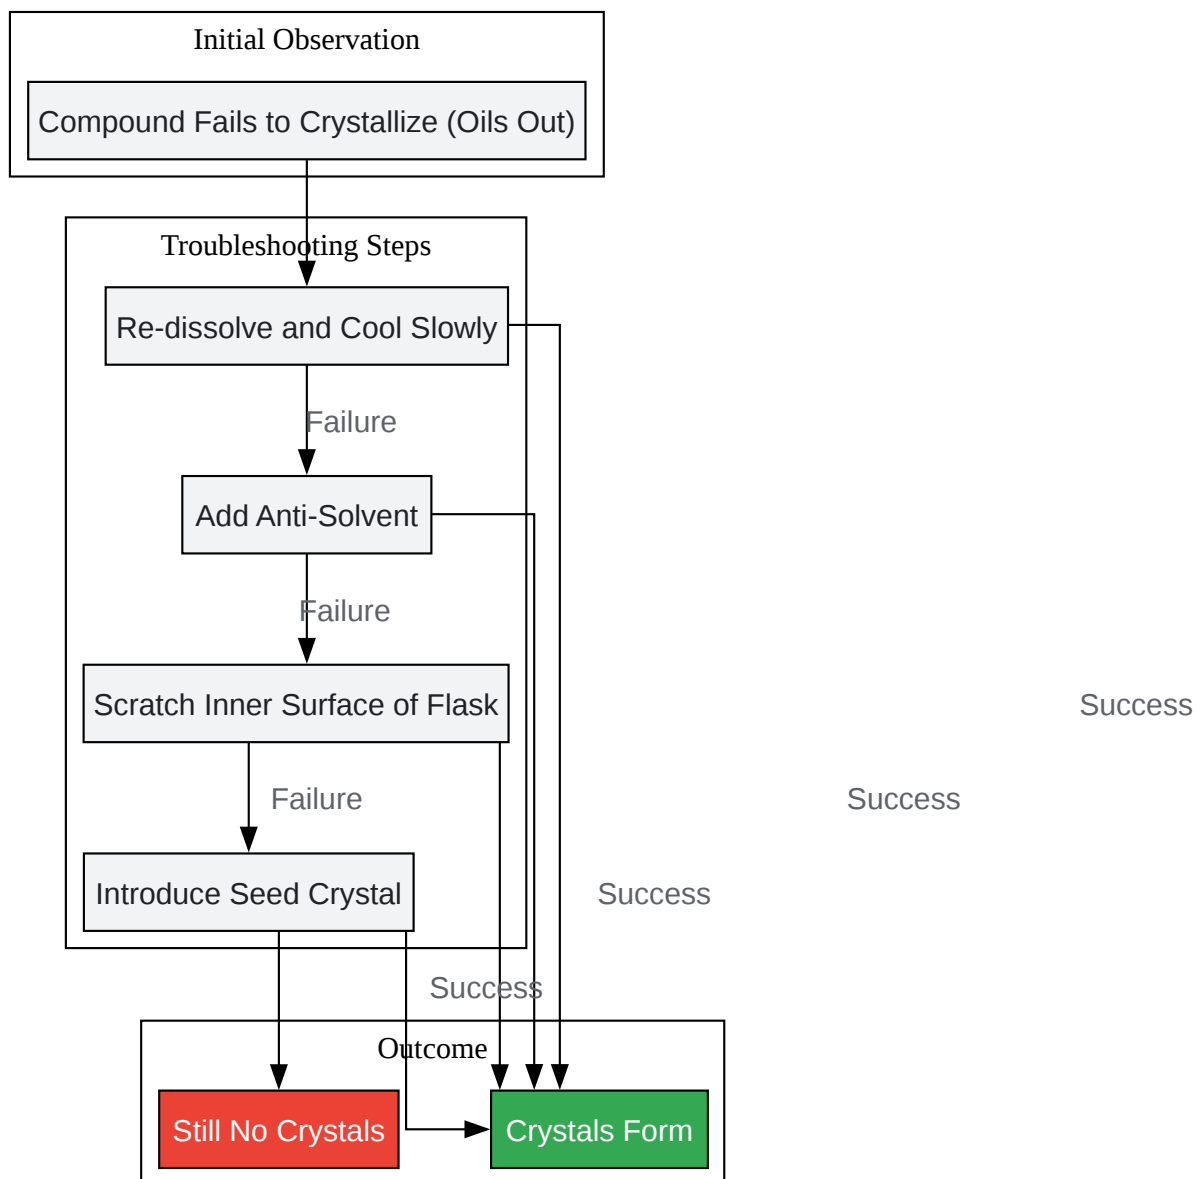 Initial Observation
Compound Fails to Crystallize (Oils Out)
Troubleshooting Steps
Re-dissolve and Cool Slowly
Failure
Add Anti-Solvent
Failure
Scratch Inner Surface of Flask
Success
Failure
Success
Introduce Seed Crystal
Success
Success
Outcome
Still No Crystals
Crystals Form